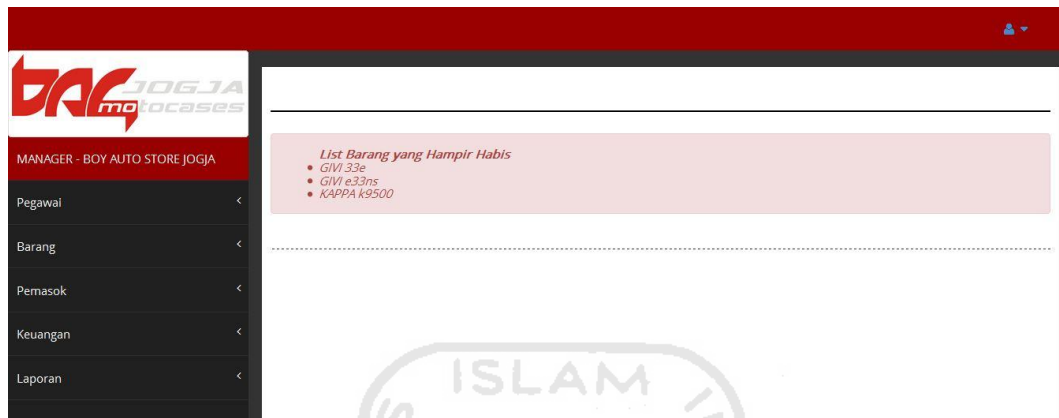 BAC JOGJA
motocases
MANAGER - BOY AUTO STORE JOGJA
Pegawai
Barang
Pemasok
Keuangan
Laporan
List Barang yang Hampir Habis
GIVI 33e
GIVI e33ns
KAPPA k9500
ISLAM